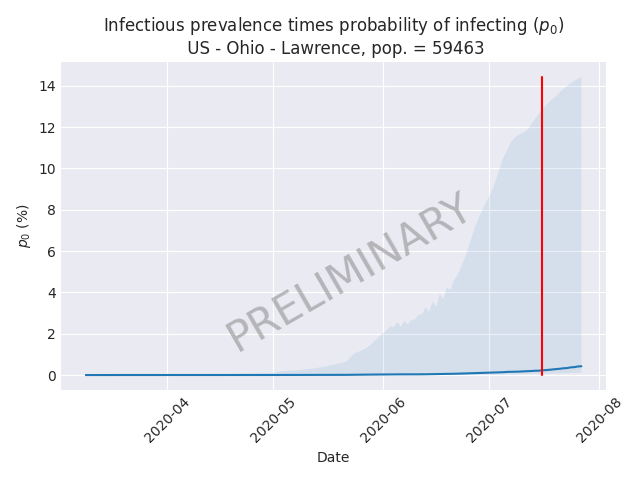 Infectious prevalence times probability of infecting (p₀)
US - Ohio - Lawrence, pop. = 59463
14
12
10
8
6
4
2
0
p₀ (%)
PRELIMINARY
2020-04
2020-05
2020-06
2020-07
2020-08
Date